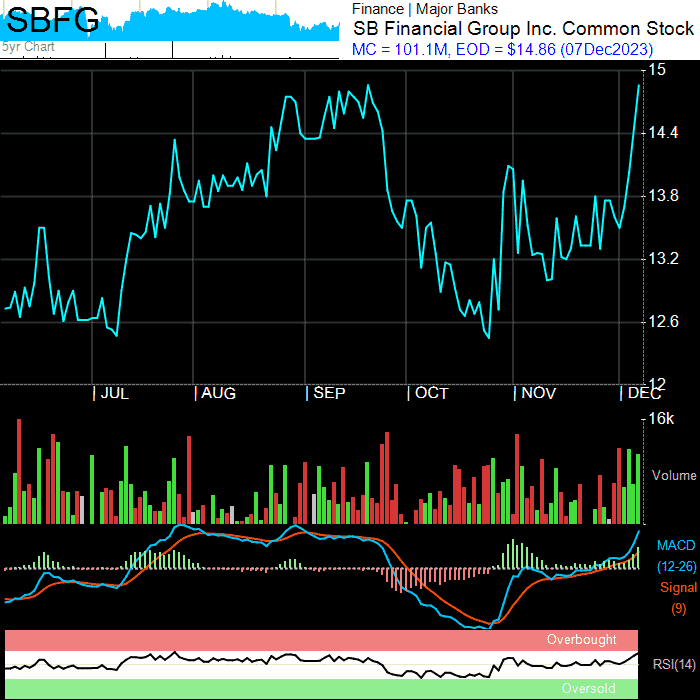 SBFG
5yr Chart
Finance | Major Banks
SB Financial Group Inc. Common Stock
MC = 101.1M, EOD = $14.86 (07Dec2023)
15
14.4
13.8
13.2
12.6
12
| JUL | AUG | SEP | OCT | NOV | DEC
16k
Volume
MACD
(12-26)
Signal
(9)
Overbought
RSI(14)
Oversold